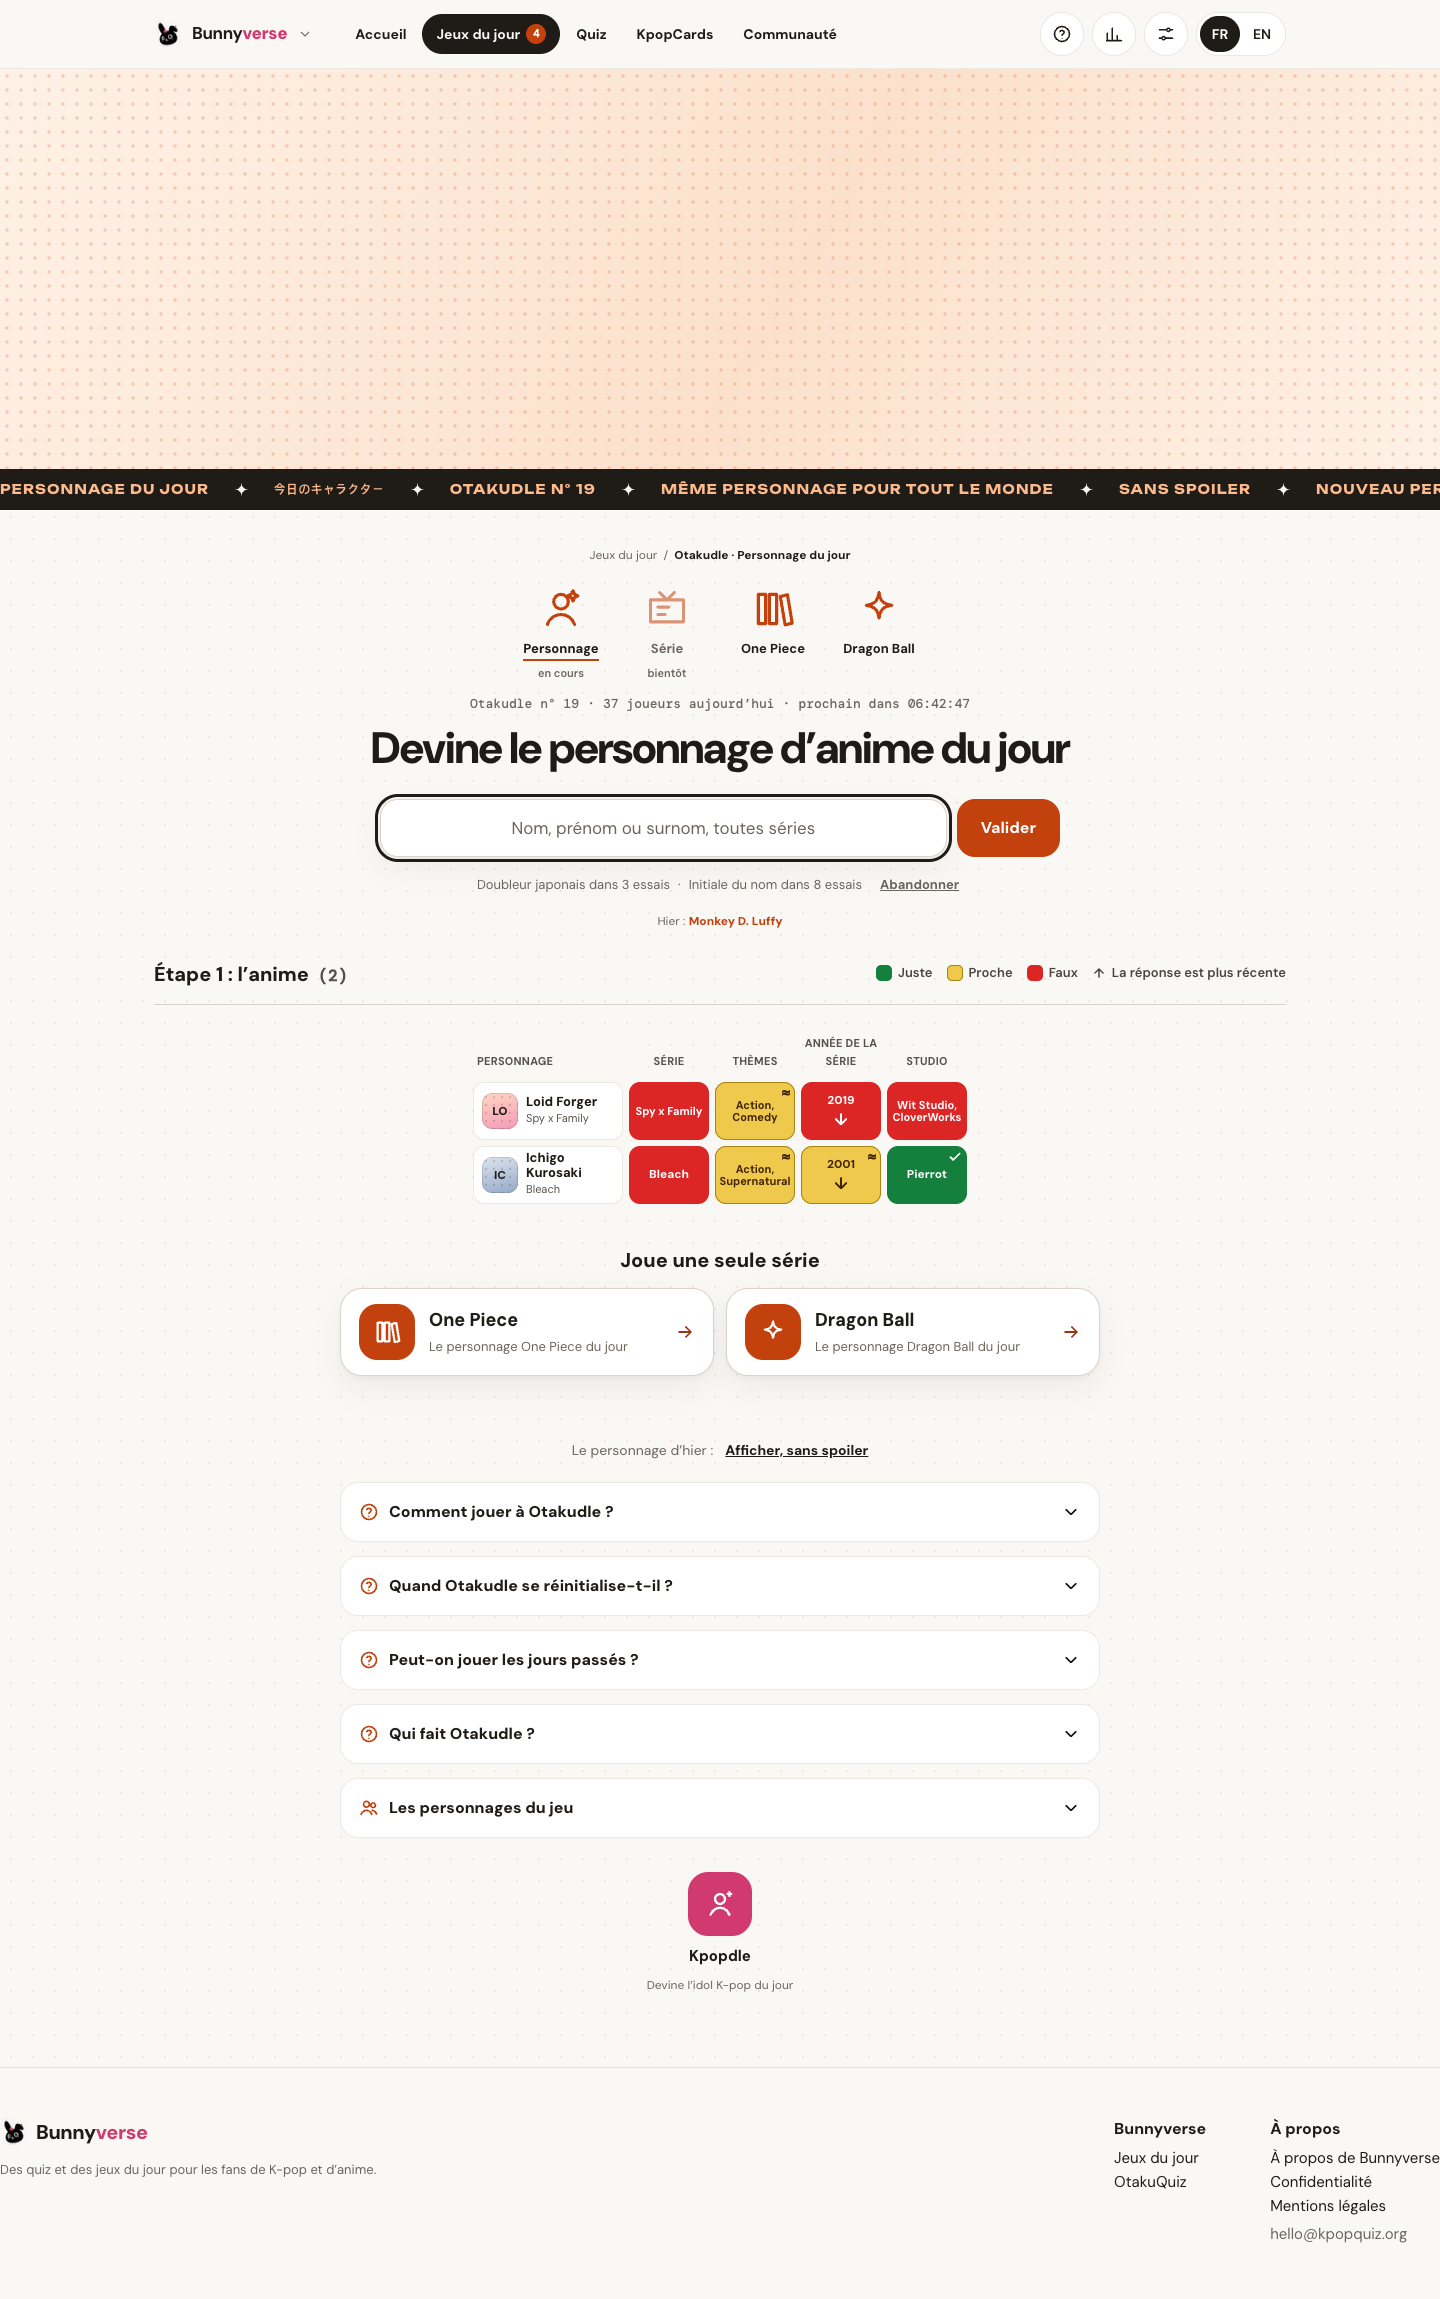 Bunnyverse
Accueil
Jeux du jour 4
Quiz
KpopCards
Communauté
FR
EN
PERSONNAGE DU JOUR ✦ 今日のキャラクター ✦ OTAKUDLE N° 19 ✦ MÊME PERSONNAGE POUR TOUT LE MONDE ✦ SANS SPOILER ✦ NOUVEAU PER
Jeux du jour / Otakudle · Personnage du jour
Personnage
en cours
Série
bientôt
One Piece
Dragon Ball
Otakudle n° 19 · 37 joueurs aujourd’hui · prochain dans 06:42:47
Devine le personnage d’anime du jour
Nom, prénom ou surnom, toutes séries
Valider
Doubleur japonais dans 3 essais · Initiale du nom dans 8 essais Abandonner
Hier : Monkey D. Luffy
Étape 1 : l’anime (2)
Juste
Proche
Faux
↑ La réponse est plus récente
PERSONNAGE
SÉRIE
THÈMES
ANNÉE DE LA
SÉRIE
STUDIO
LO
Loid Forger
Spy x Family
Spy x Family
≈
Action,
Comedy
2019
↓
Wit Studio,
CloverWorks
IC
Ichigo
Kurosaki
Bleach
Bleach
≈
Action,
Supernatural
≈
2001
↓
✓
Pierrot
Joue une seule série
One Piece
Le personnage One Piece du jour
→
Dragon Ball
Le personnage Dragon Ball du jour
→
Le personnage d’hier : Afficher, sans spoiler
Comment jouer à Otakudle ?
Quand Otakudle se réinitialise-t-il ?
Peut-on jouer les jours passés ?
Qui fait Otakudle ?
Les personnages du jeu
Kpopdle
Devine l’idol K-pop du jour
Bunnyverse
Des quiz et des jeux du jour pour les fans de K-pop et d’anime.
Bunnyverse
Jeux du jour
OtakuQuiz
À propos
À propos de Bunnyverse
Confidentialité
Mentions légales
hello@kpopquiz.org